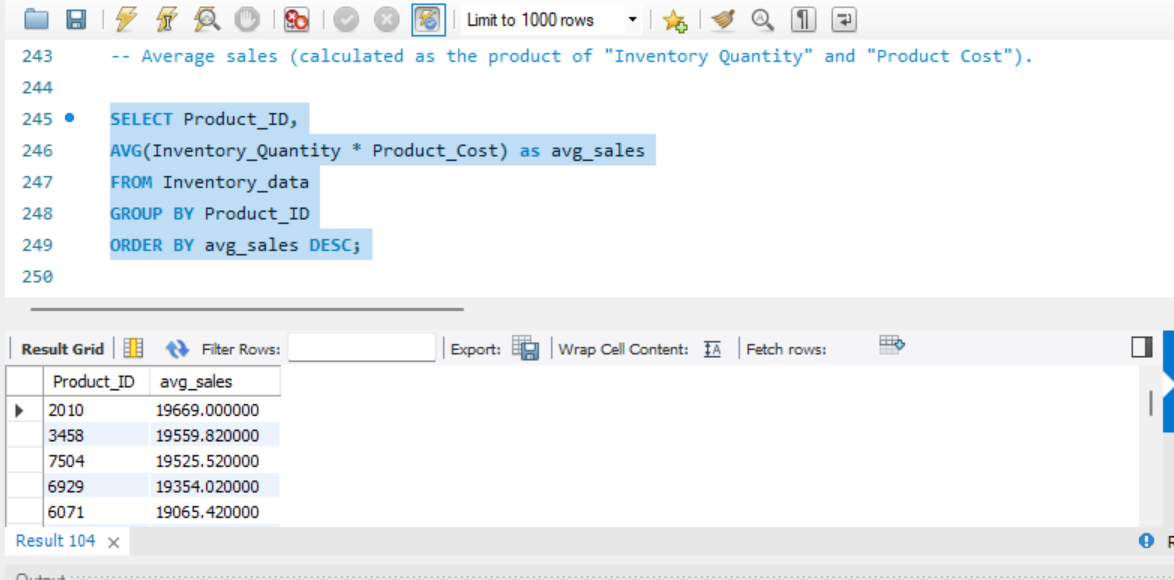 Limit to 1000 rows
243 -- Average sales (calculated as the product of "Inventory Quantity" and "Product Cost").
244
245 SELECT Product_ID,
246 AVG(Inventory_Quantity * Product_Cost) as avg_sales
247 FROM Inventory_data
248 GROUP BY Product_ID
249 ORDER BY avg_sales DESC;
250
Result Grid Filter Rows: Export: Wrap Cell Content: Fetch rows:
Product_ID avg_sales
2010 19669.000000
3458 19559.820000
7504 19525.520000
6929 19354.020000
6071 19065.420000
Result 104
Output